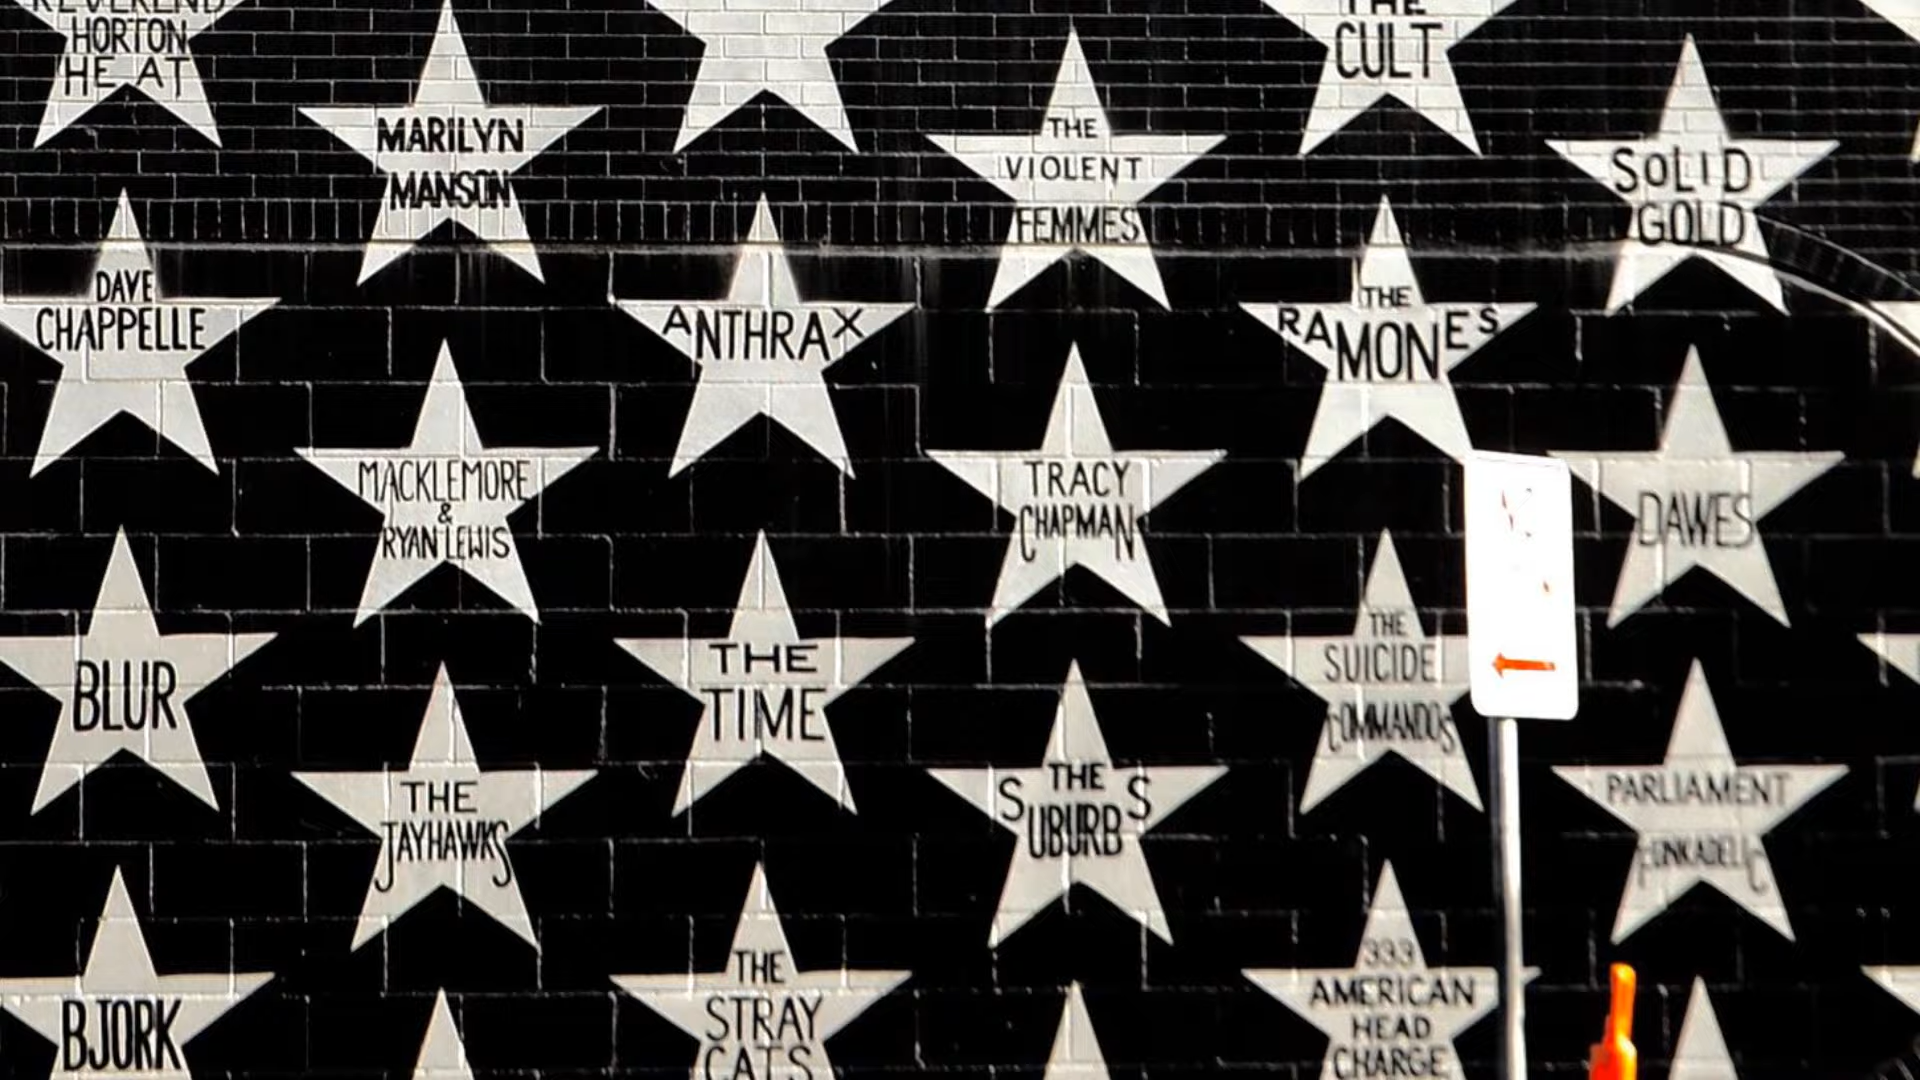 REVEREND
HORTON
HEAT
THE
CULT
MARILYN
MANSON
THE
VIOLENT
FEMMES
SOLID
GOLD
DAVE
CHAPPELLE
ANTHRAX
THE
RAMONES
MACKLEMORE
&
RYAN LEWIS
TRACY
CHAPMAN
DAWES
BLUR
THE
TIME
THE
SUICIDE
COMMANDOS
THE
JAYHAWKS
THE
SUBURBS
PARLIAMENT
FUNKADELIC
BJORK
THE
STRAY
CATS
333
AMERICAN
HEAD
CHARGE